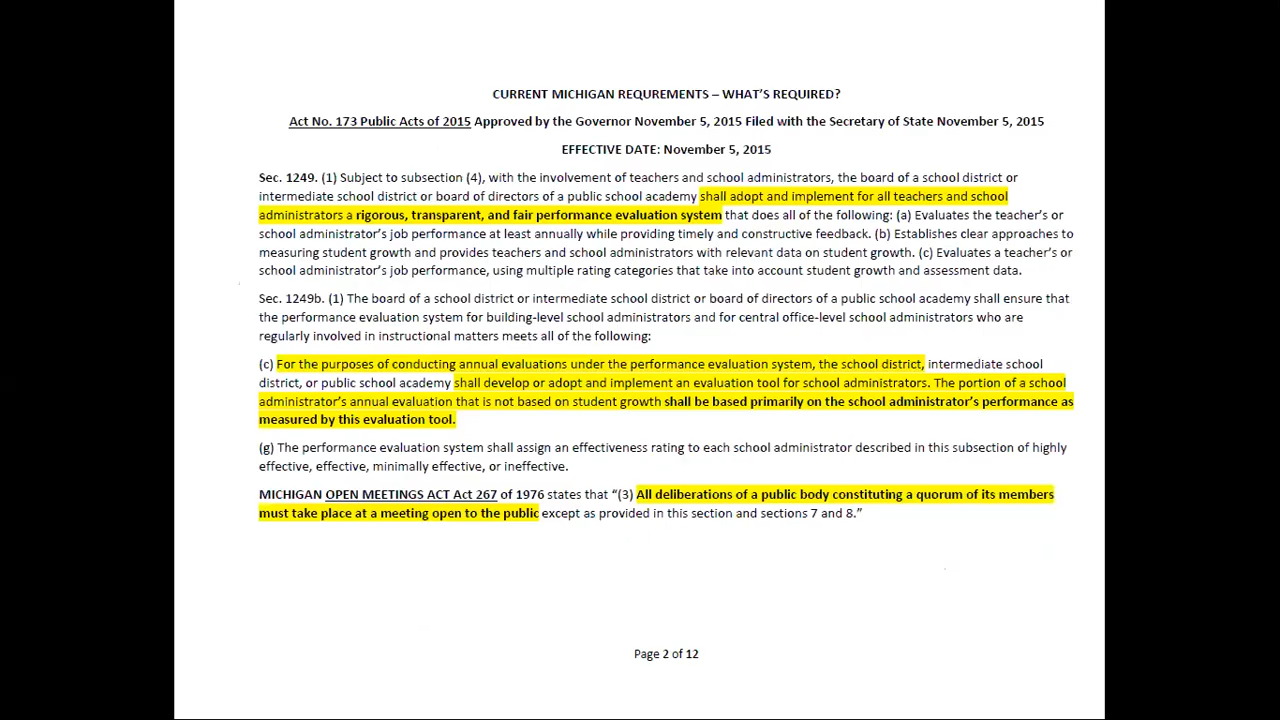 CURRENT MICHIGAN REQUREMENTS – WHAT'S REQUIRED?
Act No. 173 Public Acts of 2015 Approved by the Governor November 5, 2015 Filed with the Secretary of State November 5, 2015
EFFECTIVE DATE: November 5, 2015
Sec. 1249. (1) Subject to subsection (4), with the involvement of teachers and school administrators, the board of a school district or
intermediate school district or board of directors of a public school academy shall adopt and implement for all teachers and school
administrators a rigorous, transparent, and fair performance evaluation system that does all of the following: (a) Evaluates the teacher's or
school administrator's job performance at least annually while providing timely and constructive feedback. (b) Establishes clear approaches to
measuring student growth and provides teachers and school administrators with relevant data on student growth. (c) Evaluates a teacher's or
school administrator's job performance, using multiple rating categories that take into account student growth and assessment data.
Sec. 1249b. (1) The board of a school district or intermediate school district or board of directors of a public school academy shall ensure that
the performance evaluation system for building-level school administrators and for central office-level school administrators who are
regularly involved in instructional matters meets all of the following:
(c) For the purposes of conducting annual evaluations under the performance evaluation system, the school district, intermediate school
district, or public school academy shall develop or adopt and implement an evaluation tool for school administrators. The portion of a school
administrator's annual evaluation that is not based on student growth shall be based primarily on the school administrator's performance as
measured by this evaluation tool.
(g) The performance evaluation system shall assign an effectiveness rating to each school administrator described in this subsection of highly
effective, effective, minimally effective, or ineffective.
MICHIGAN OPEN MEETINGS ACT Act 267 of 1976 states that "(3) All deliberations of a public body constituting a quorum of its members
must take place at a meeting open to the public except as provided in this section and sections 7 and 8."
Page 2 of 12